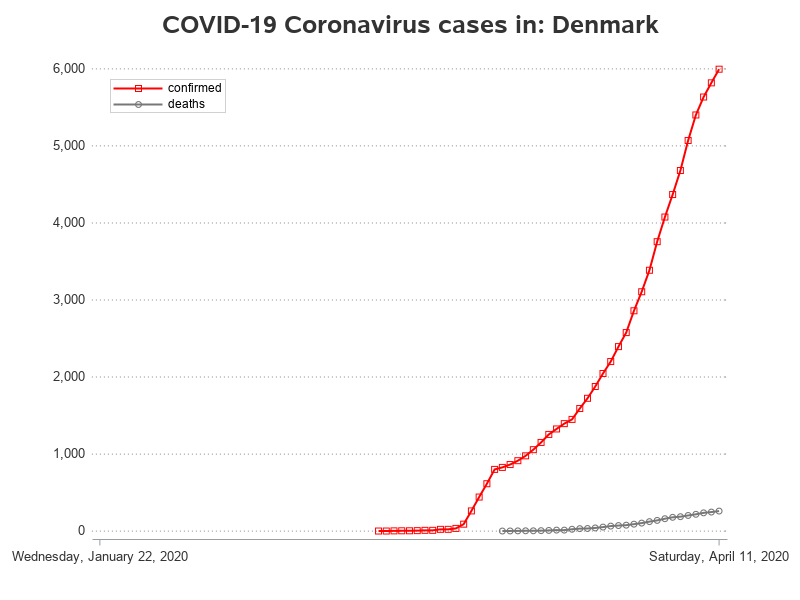 COVID-19 Coronavirus cases in: Denmark
6,000
confirmed
deaths
5,000
4,000
3,000
2,000
1,000
0
Wednesday, January 22, 2020 Saturday, April 11, 2020